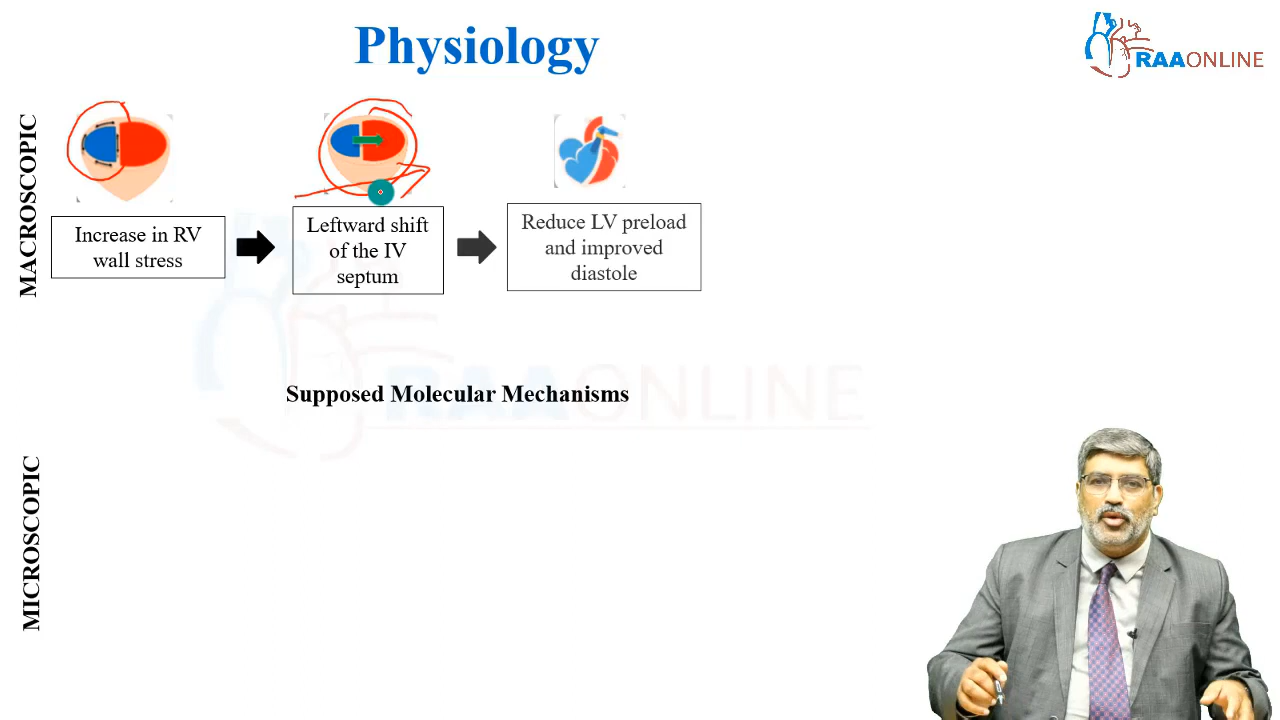 Physiology
RAAONLINE
MACROSCOPIC
Increase in RV
wall stress
Leftward shift
of the IV
septum
Reduce LV preload
and improved
diastole
RAAONLINE
Supposed Molecular Mechanisms
MICROSCOPIC